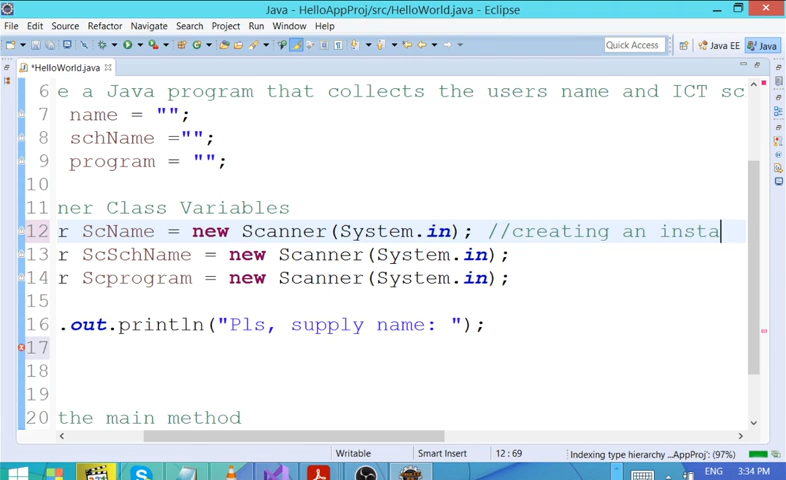 Java - HelloAppProj/src/HelloWorld.java - Eclipse
File Edit Source Refactor Navigate Search Project Run Window Help
Quick Access Java EE Java
*HelloWorld.java
6 e a Java program that collects the users name and ICT sc
7 name = "";
8 schName ="";
9 program = "";
10
11 ner Class Variables
12 r ScName = new Scanner(System.in); //creating an insta
13 r ScSchName = new Scanner(System.in);
14 r Scprogram = new Scanner(System.in);
15
16 .out.println("Pls, supply name: ");
17
18
19
20 the main method
Writable Smart Insert 12 : 69 Indexing type hierarchy ...AppProj': (97%)
ENG 3:34 PM